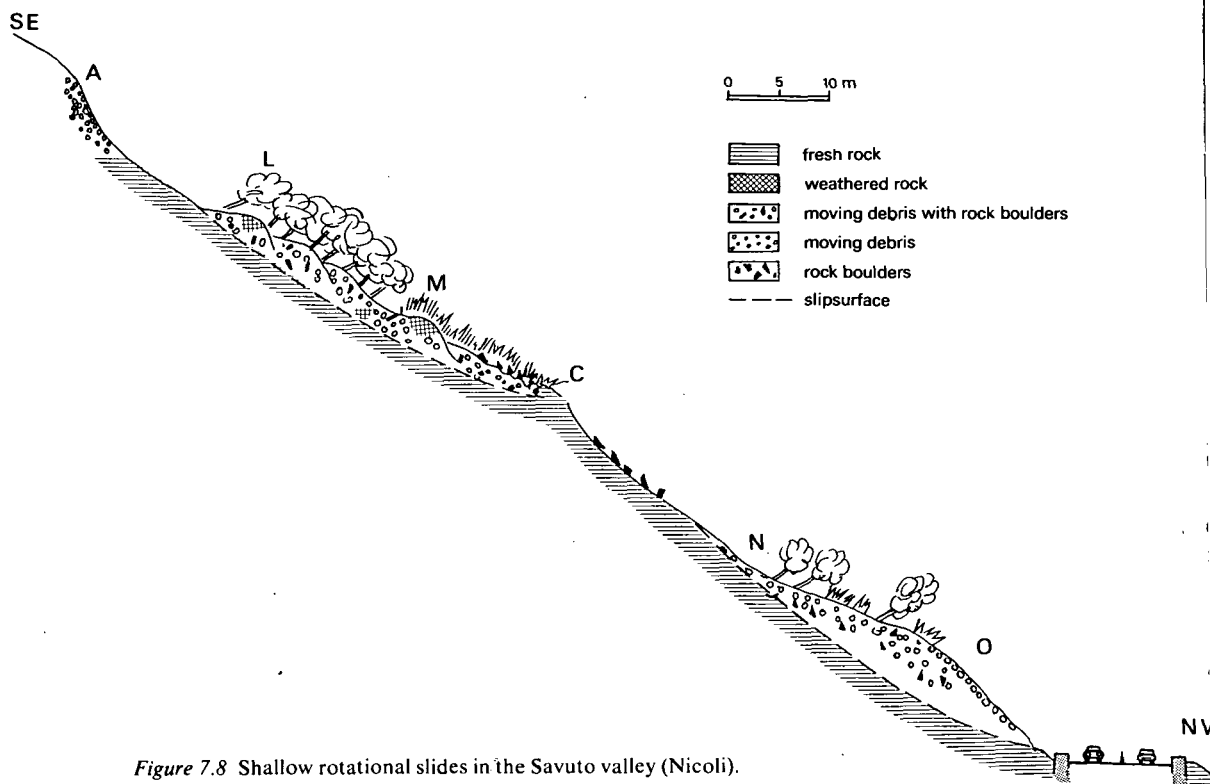 SE
A
0 5 10 m
L
fresh rock
weathered rock
moving debris with rock boulders
moving debris
rock boulders
slipsurface
M
C
N
O
Figure 7.8 Shallow rotational slides in the Savuto valley (Nicoli).